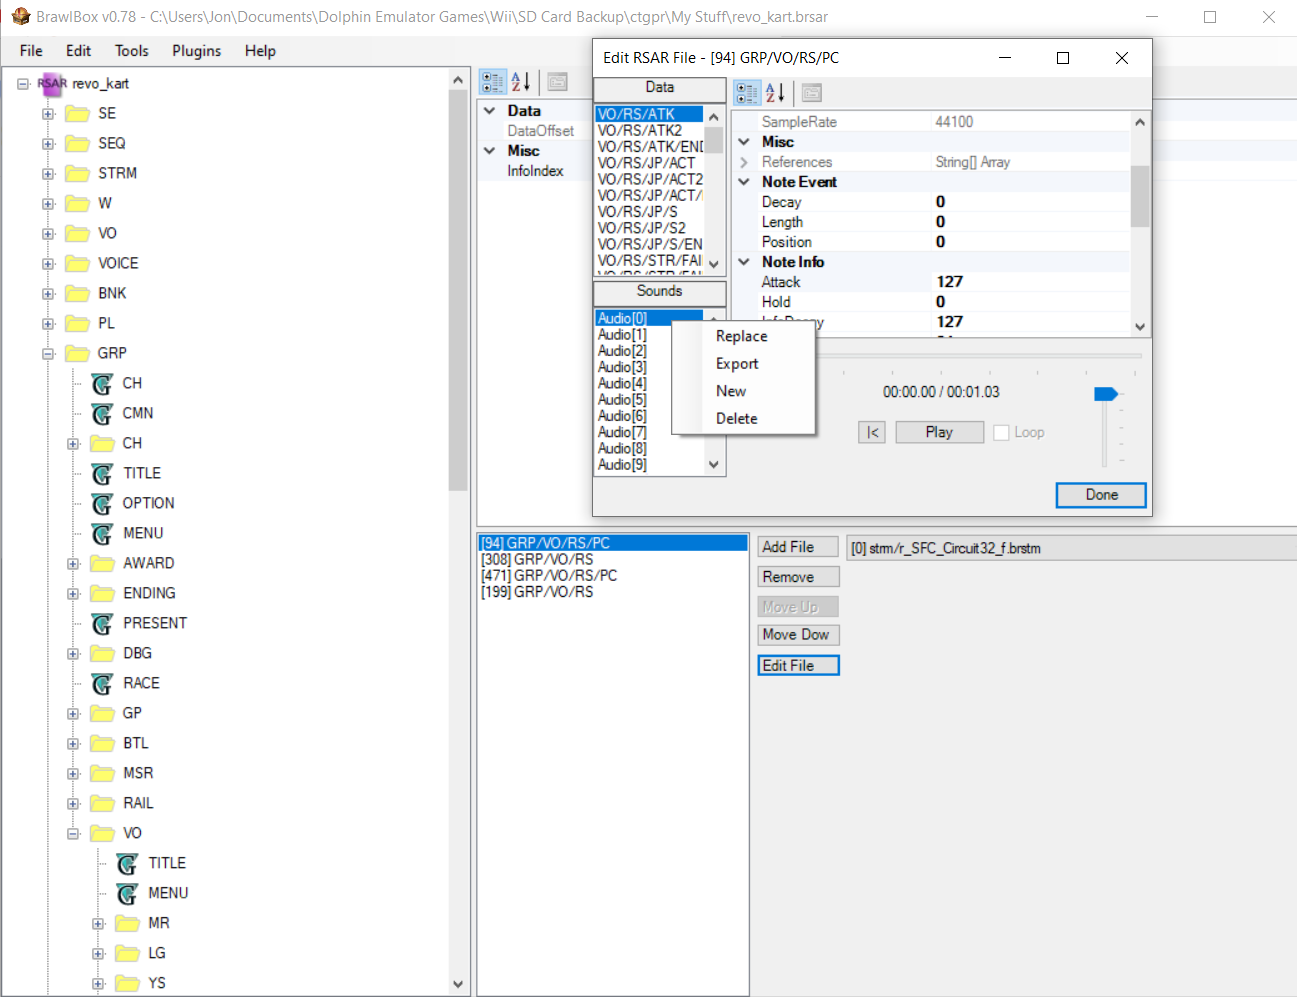 BrawlBox v0.78 - C:\Users\Jon\Documents\Dolphin Emulator Games\Wii\SD Card Backup\ctgpr\My Stuff\revo_kart.brsar
File Edit Tools Plugins Help
RSAR revo_kart
SE
SEQ
STRM
W
VO
VOICE
BNK
PL
GRP
CH
CMN
CH
TITLE
OPTION
MENU
AWARD
ENDING
PRESENT
DBG
RACE
GP
BTL
MSR
RAIL
VO
TITLE
MENU
MR
LG
YS
Data
DataOffset
Misc
InfoIndex
Edit RSAR File - [94] GRP/VO/RS/PC
Data
VO/RS/ATK
VO/RS/ATK2
VO/RS/ATK/END
VO/RS/JP/ACT
VO/RS/JP/ACT2
VO/RS/JP/ACT/
VO/RS/JP/S
VO/RS/JP/S2
VO/RS/JP/S/EN
VO/RS/STR/FAI
Sounds
Audio[0]
Audio[1]
Audio[2]
Audio[3]
Audio[4]
Audio[5]
Audio[6]
Audio[7]
Audio[8]
Audio[9]
Replace
Export
New
Delete
SampleRate 44100
Misc
References String[] Array
Note Event
Decay 0
Length 0
Position 0
Note Info
Attack 127
Hold 0
127
00:00.00 / 00:01.03
|< Play Loop
Done
[94] GRP/VO/RS/PC
[308] GRP/VO/RS
[471] GRP/VO/RS/PC
[199] GRP/VO/RS
Add File
Remove
Move Up
Move Dow
Edit File
[0] strm/r_SFC_Circuit32_f.brstm